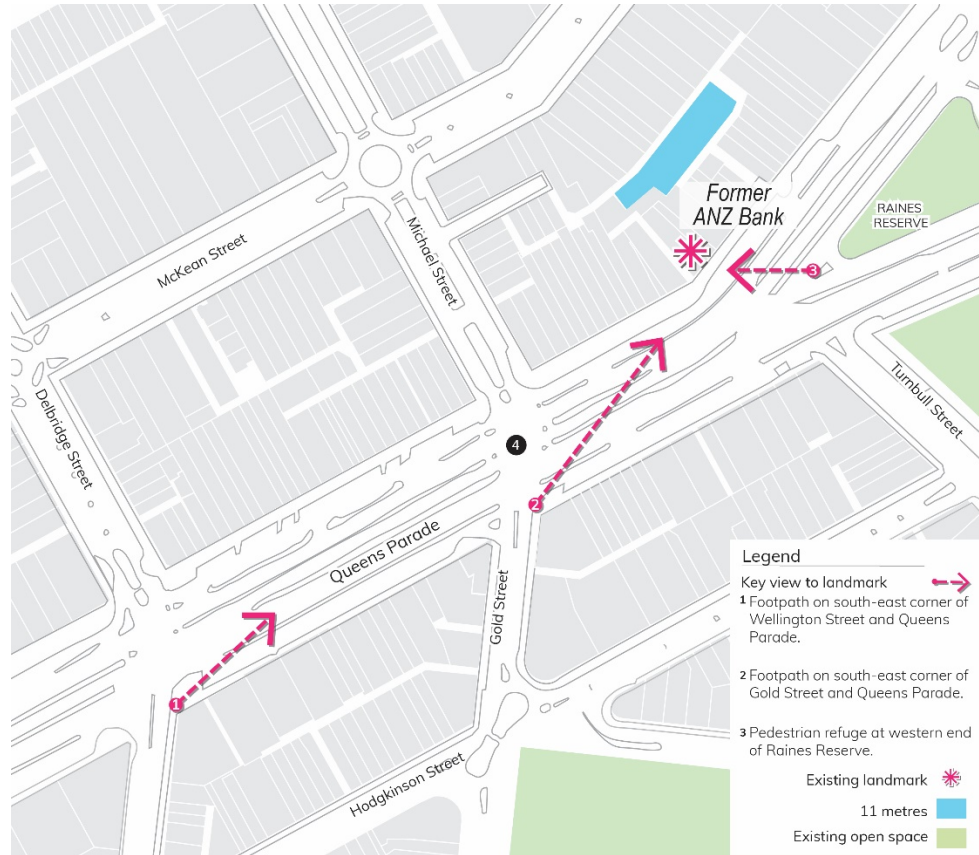 Former
ANZ Bank
RAINES
RESERVE
McKean Street
Michael Street
3
Delbridge Street
Turnbull Street
4
2
Queens Parade
Gold Street
1
Hodgkinson Street
Legend
Key view to landmark
1 Footpath on south-east corner of
Wellington Street and Queens
Parade.
2 Footpath on south-east corner of
Gold Street and Queens Parade.
3 Pedestrian refuge at western end
of Raines Reserve.
Existing landmark
11 metres
Existing open space